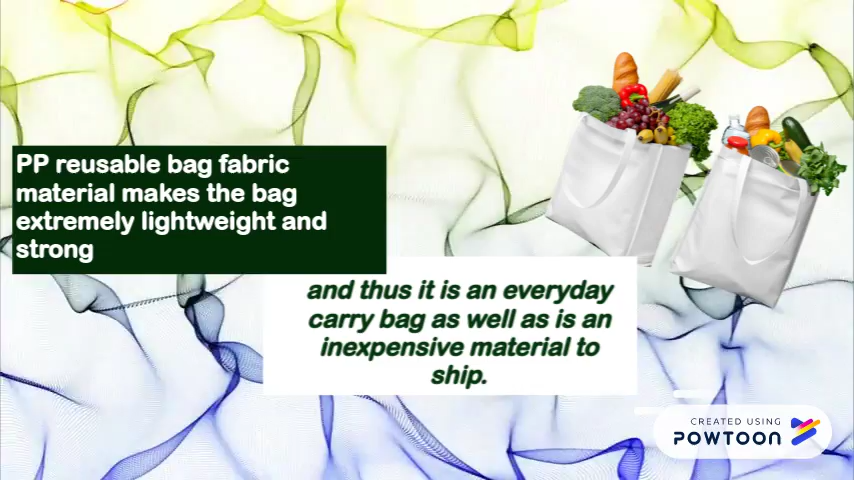 PP reusable bag fabric
material makes the bag
extremely lightweight and
strong
and thus it is an everyday
carry bag as well as is an
inexpensive material to
ship.
CREATED USING
POWTOON